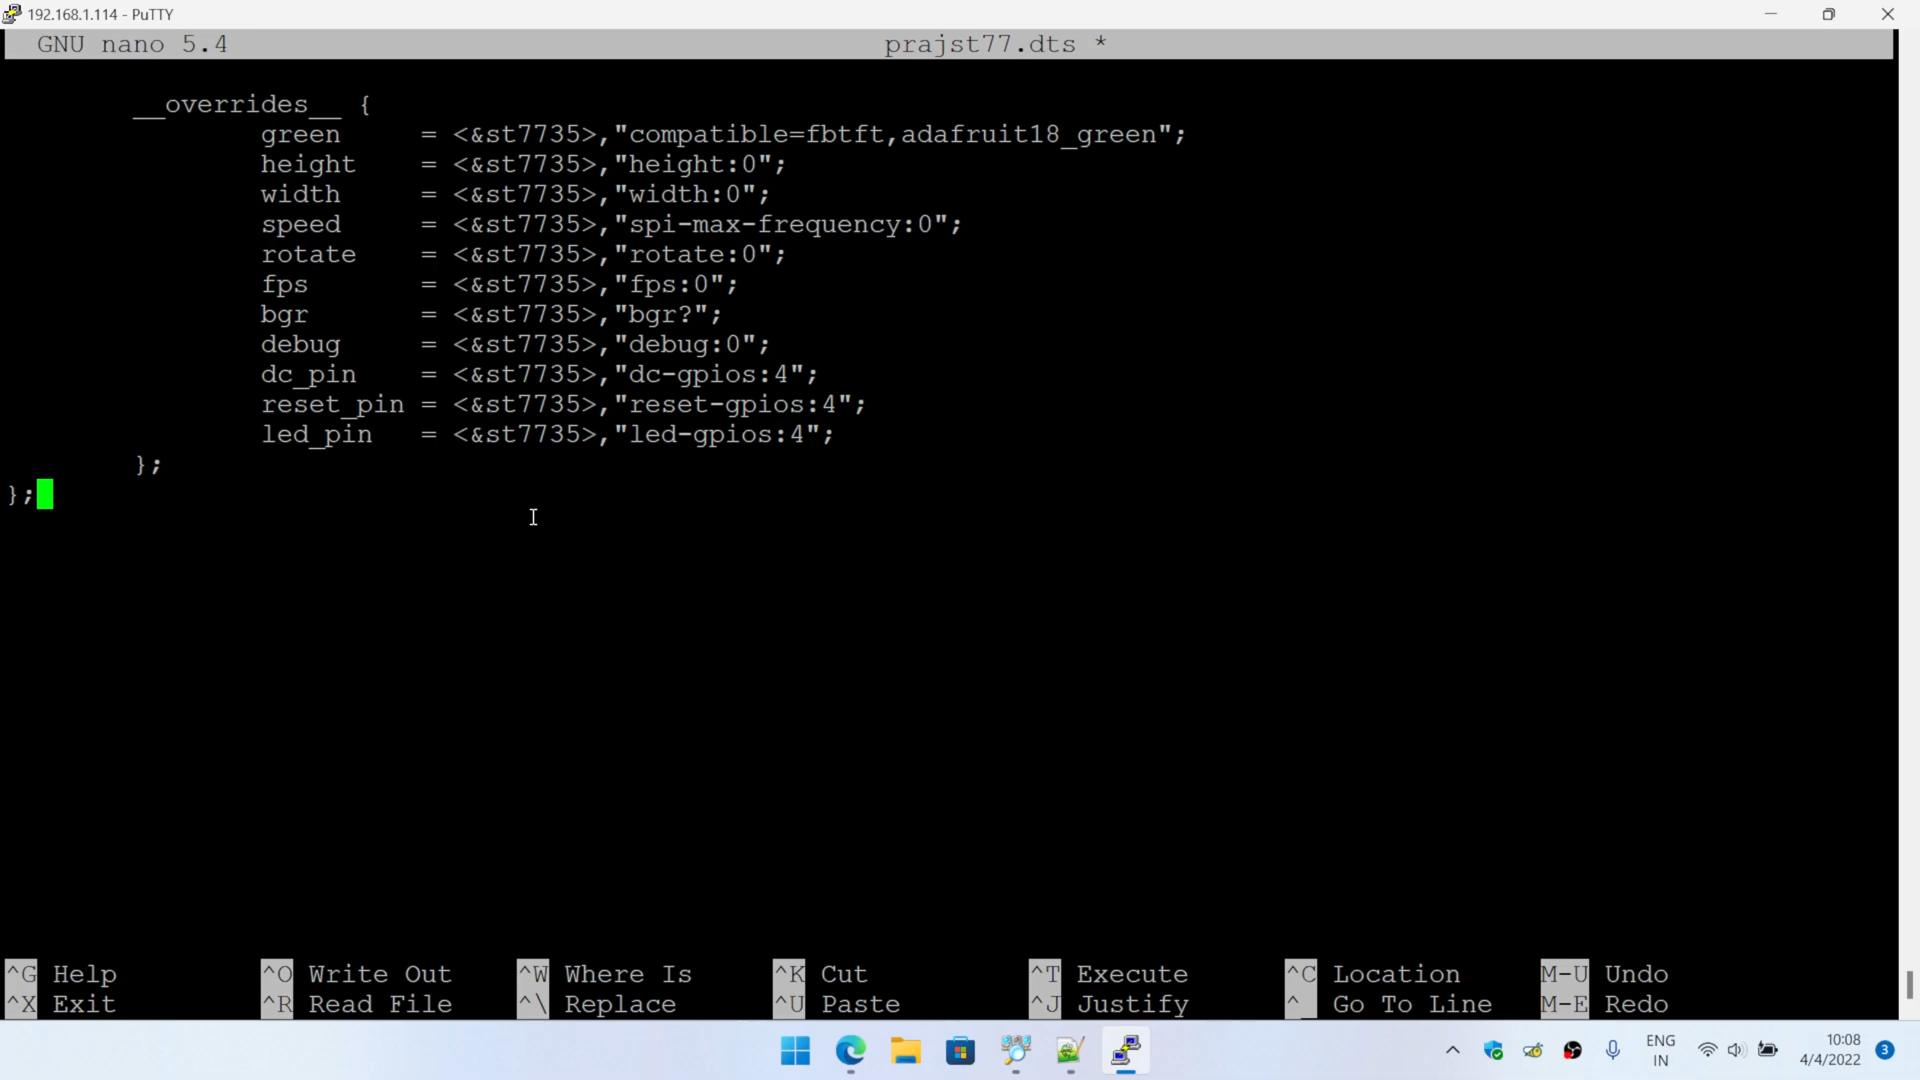 192.168.1.114 - PuTTY
GNU nano 5.4 prajst77.dts *
__overrides__ {
green = <&st7735>,"compatible=fbtft,adafruit18_green";
height = <&st7735>,"height:0";
width = <&st7735>,"width:0";
speed = <&st7735>,"spi-max-frequency:0";
rotate = <&st7735>,"rotate:0";
fps = <&st7735>,"fps:0";
bgr = <&st7735>,"bgr?";
debug = <&st7735>,"debug:0";
dc_pin = <&st7735>,"dc-gpios:4";
reset_pin = <&st7735>,"reset-gpios:4";
led_pin = <&st7735>,"led-gpios:4";
};
};
^G Help ^O Write Out ^W Where Is ^K Cut ^T Execute ^C Location M-U Undo
^X Exit ^R Read File ^\ Replace ^U Paste ^J Justify ^_ Go To Line M-E Redo
ENG 10:08
IN 4/4/2022 3